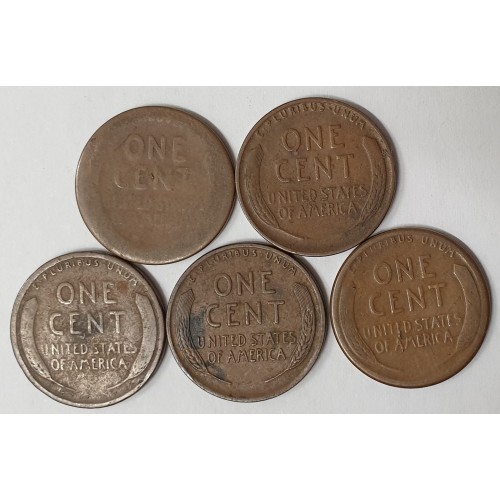 ONE
CENT
E·PLURIBUS·UNUM
ONE
CENT
UNITED STATES
OF AMERICA
E·PLURIBUS·UNUM
ONE
CENT
UNITED STATES
OF AMERICA
E·PLURIBUS·UNUM
ONE
CENT
UNITED STATES
OF AMERICA
PLURIBUS·UNUM
ONE
CENT
UNITED STATES
OF AMERICA